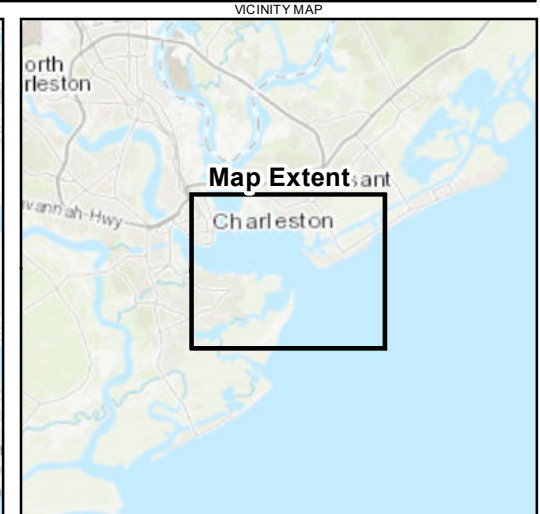 VICINITY MAP
orth
rleston
Map Extent
sant
vannah-Hwy
Charleston